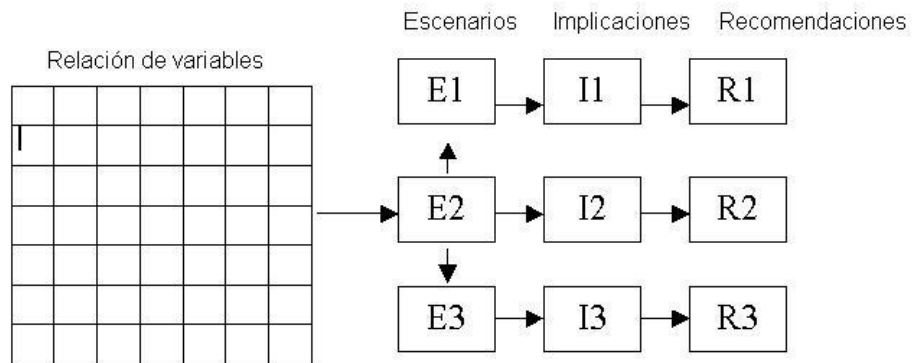 Escenarios Implicaciones Recomendaciones
Relación de variables
E1 I1 R1
E2 I2 R2
E3 I3 R3